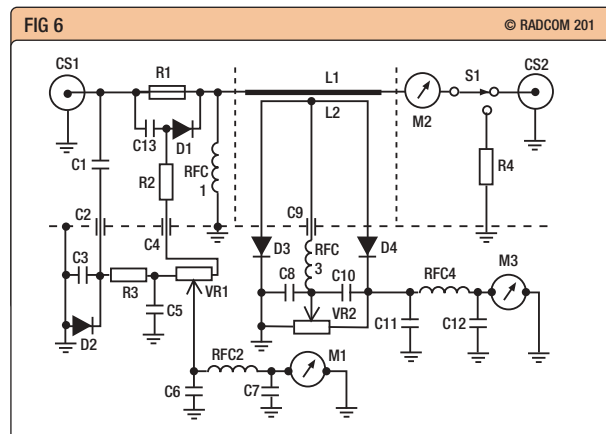 FIG 6 © RADCOM 201
CS1 R1 L1 S1 CS2
L2 M2
C13 D1
C1 R2 RFC 1 R4
C2 C4 C9
D3 RFC 3 D4
C3 R3 VR1 C8 C10 RFC4 M3
C5 VR2
D2 C11 C12
RFC2 M1
C6 C7